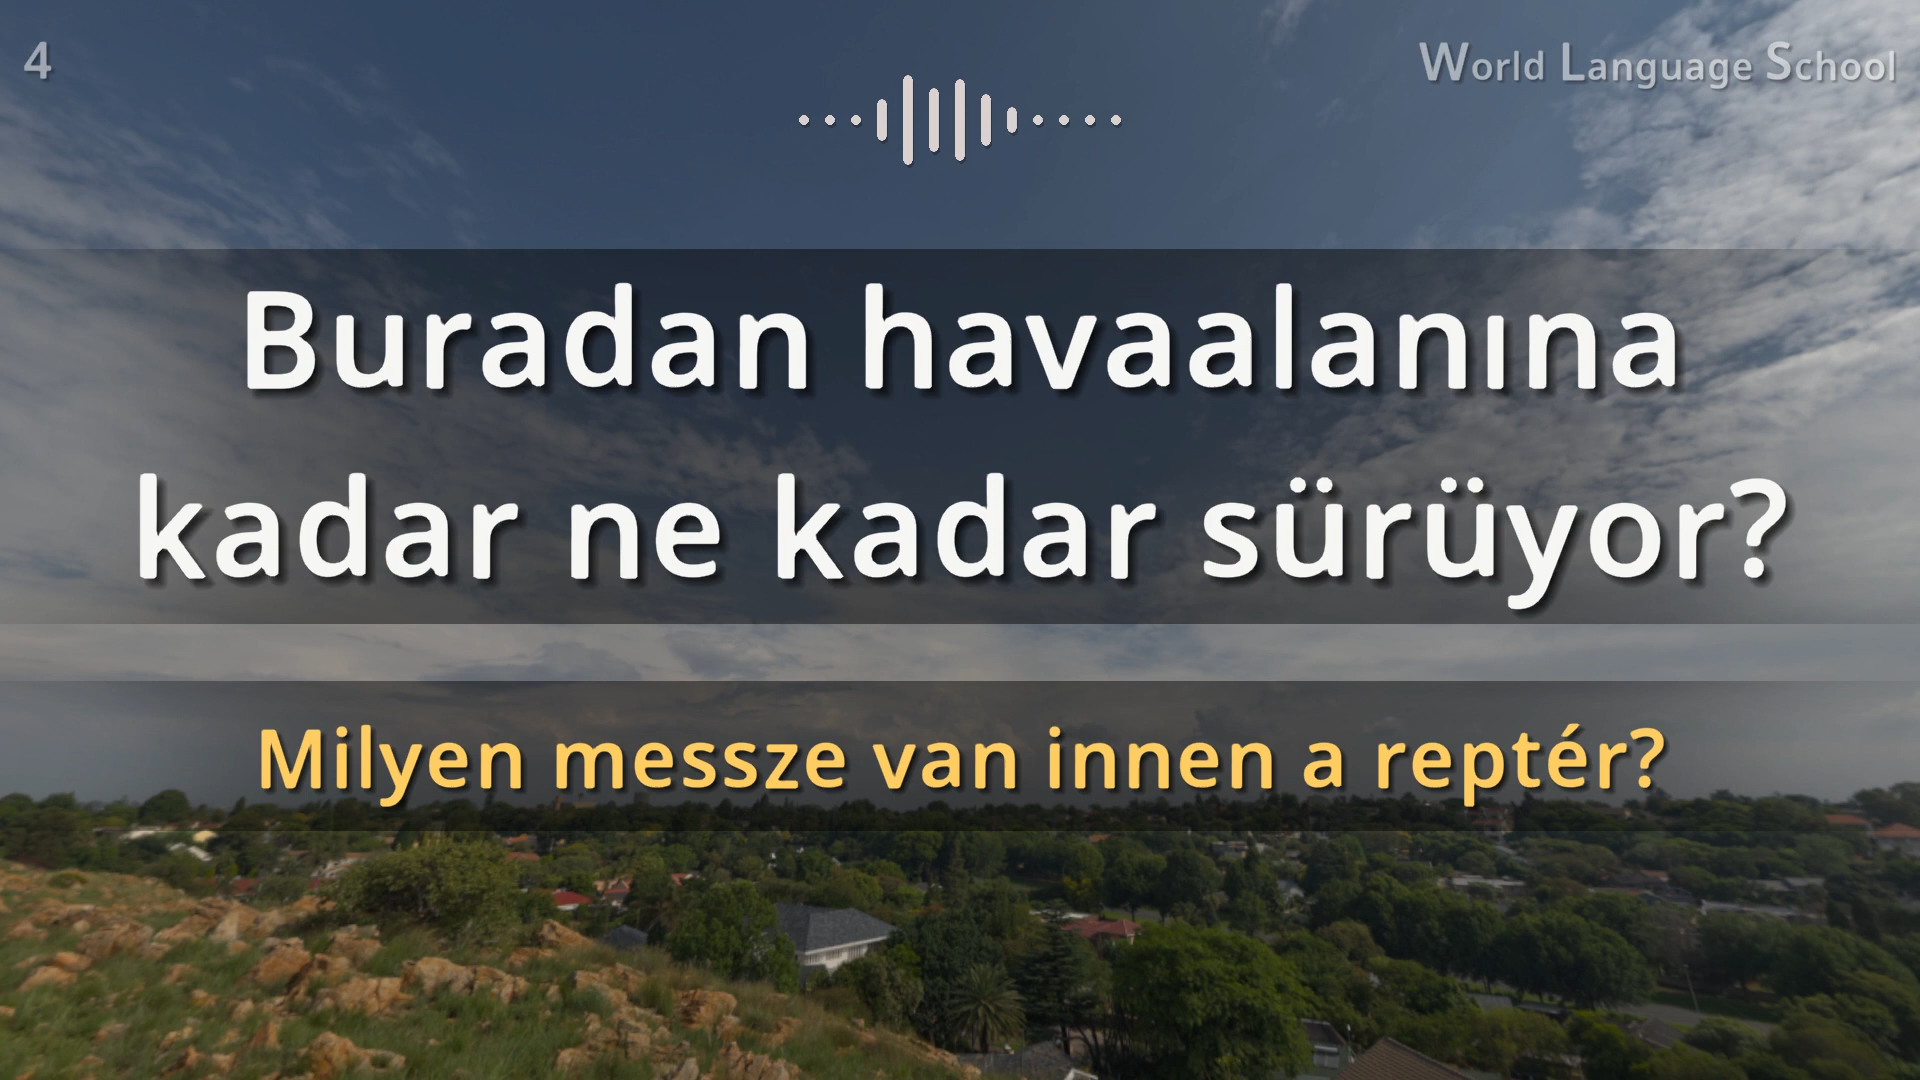 4
World Language School
Buradan havaalanına
kadar ne kadar sürüyor?
Milyen messze van innen a reptér?